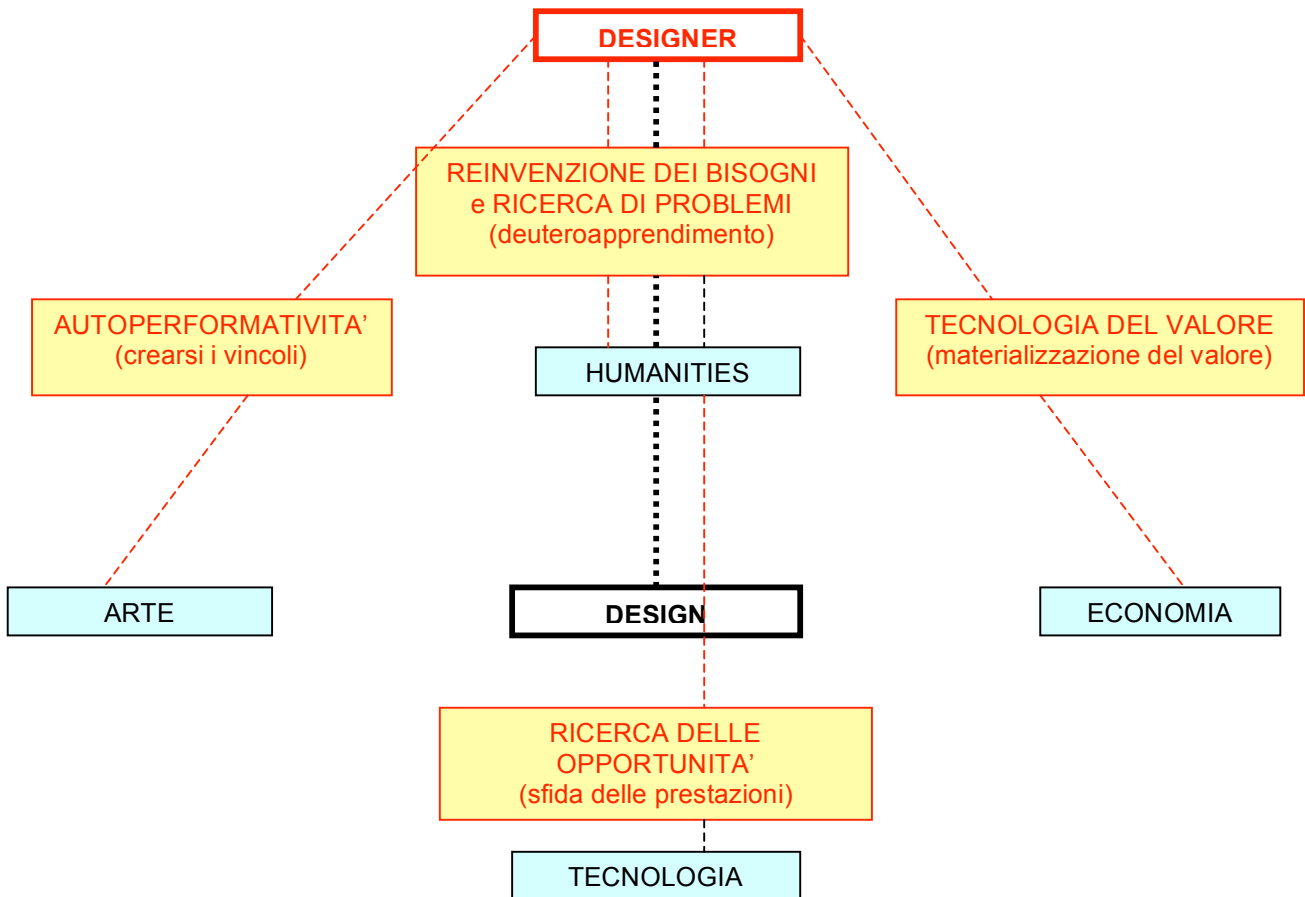 DESIGNER
REINVENZIONE DEI BISOGNI
e RICERCA DI PROBLEMI
(deuteroapprendimento)
AUTOPERFORMATIVITA’
(crearsi i vincoli)
TECNOLOGIA DEL VALORE
(materializzazione del valore)
HUMANITIES
ARTE
DESIGN
ECONOMIA
RICERCA DELLE
OPPORTUNITA’
(sfida delle prestazioni)
TECNOLOGIA